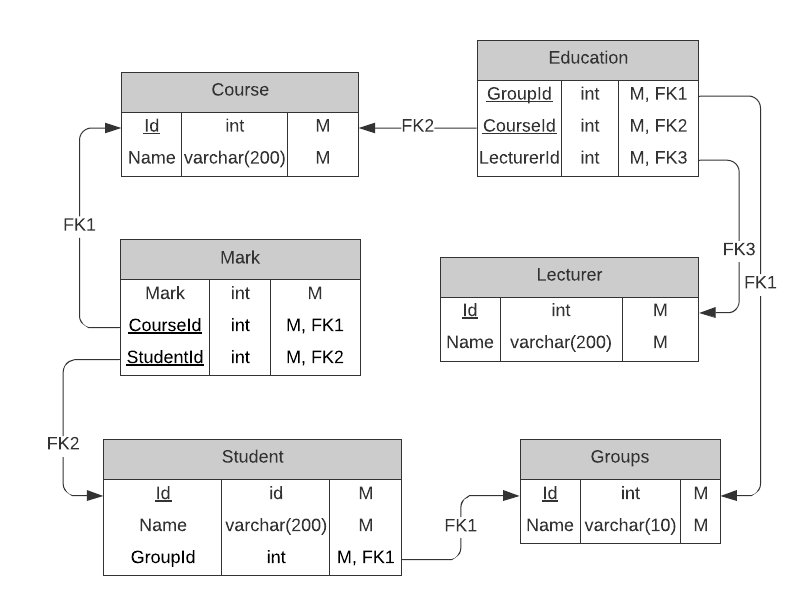 Course
Id int M
Name varchar(200) M
Education
GroupId int M, FK1
CourseId int M, FK2
LecturerId int M, FK3
FK2
FK1
FK3
FK1
Mark
Mark int M
CourseId int M, FK1
StudentId int M, FK2
Lecturer
Id int M
Name varchar(200) M
FK2
Student
Id id M
Name varchar(200) M
GroupId int M, FK1
FK1
Groups
Id int M
Name varchar(10) M